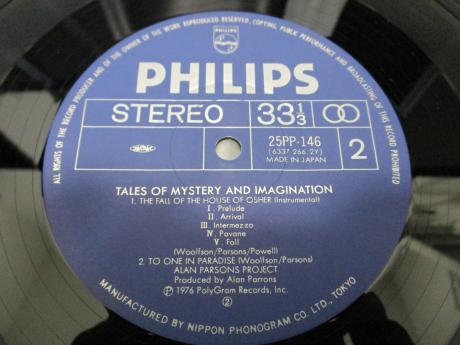 ALL RIGHTS OF THE RECORD PRODUCER AND OF THE OWNER OF THE WORK REPRODUCED RESERVED. COPYING, PUBLIC PERFORMANCE AND BROADCASTING OF THIS RECORD PROHIBITED
PHILIPS
STEREO 33 1/3
25PP-146
(6337 266 2Y)
MADE IN JAPAN
2
TALES OF MYSTERY AND IMAGINATION
1. THE FALL OF THE HOUSE OF OSHER (Instrumental)
I. Prelude
II. Arrival
III. Intermezzo
IV. Pavane
V. Fall
(Woolfson/Parsons/Powell)
2. TO ONE IN PARADISE (Woolfson/Parsons)
ALAN PARSONS PROJECT
Produced by Alan Parrons
℗ 1976 PolyGram Records, Inc.
②
MANUFACTURED BY NIPPON PHONOGRAM CO. LTD., TOKYO